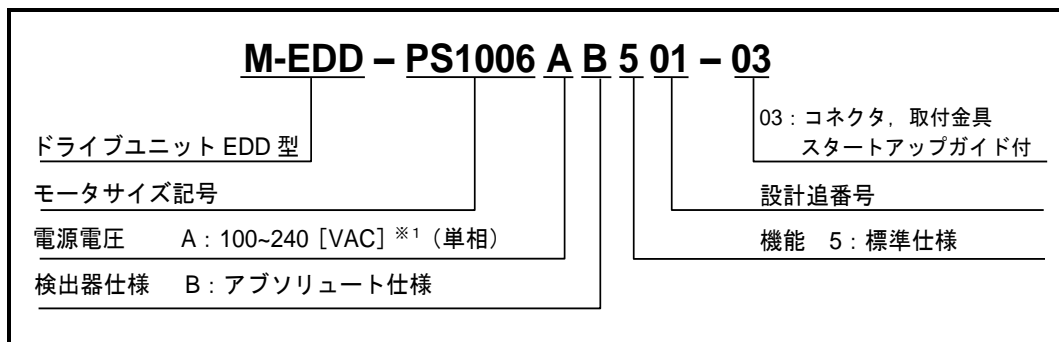 M-EDD – PS1006 A B 5 01 – 03
ドライブユニット EDD 型
モータサイズ記号
電源電圧 A : 100~240 [VAC] ※1 (単相)
検出器仕様 B : アブソリュート仕様
03 : コネクタ, 取付金具
スタートアップガイド付
設計追番号
機能 5 : 標準仕様